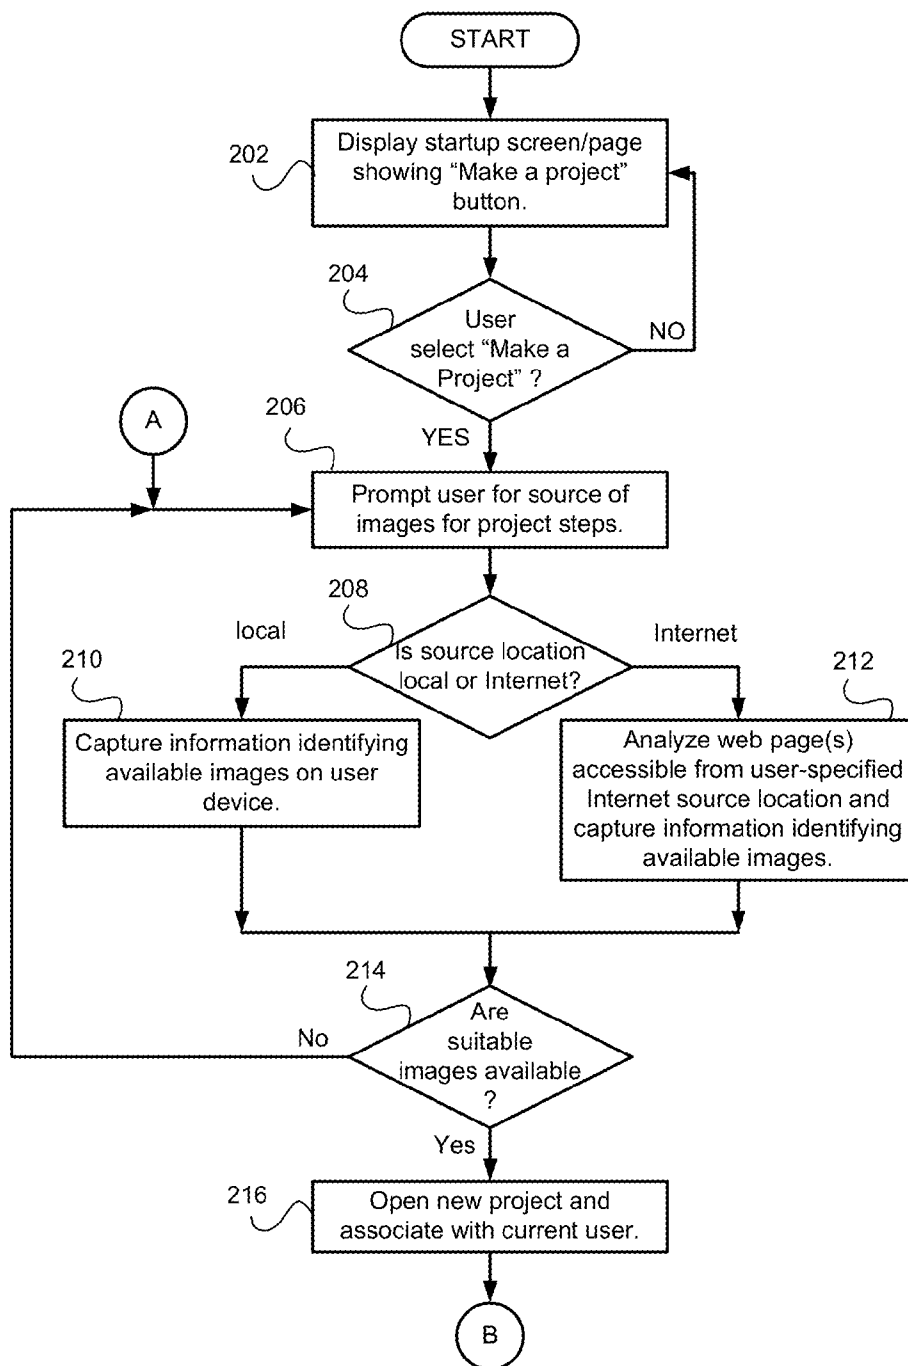 START
202
Display startup screen/page
showing “Make a project”
button.
204
User
select “Make a
Project” ?
NO
A
206
YES
Prompt user for source of
images for project steps.
208
local
Internet
Is source location
local or Internet?
210
212
Capture information identifying
available images on user
device.
Analyze web page(s)
accessible from user-specified
Internet source location and
capture information identifying
available images.
214
No
Are
suitable
images available
?
Yes
216
Open new project and
associate with current user.
B